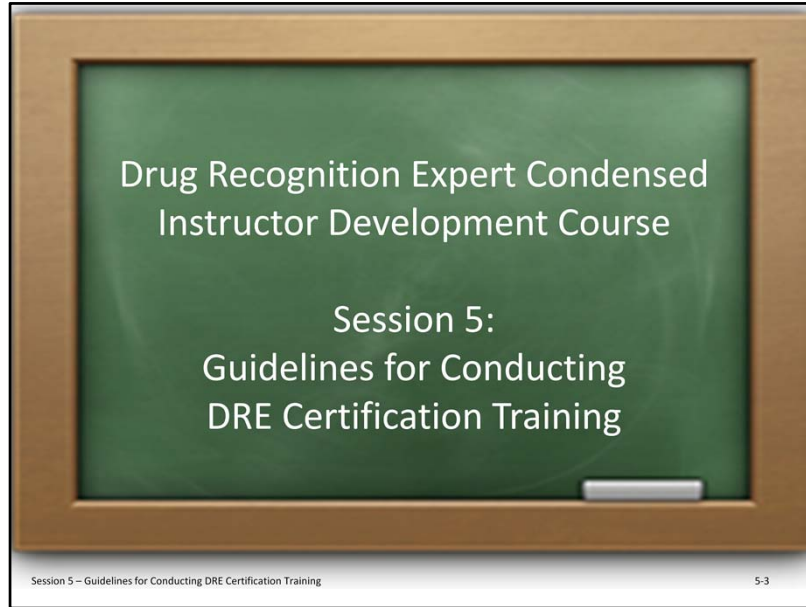 Drug Recognition Expert Condensed
Instructor Development Course
Session 5:
Guidelines for Conducting
DRE Certification Training
Session 5 – Guidelines for Conducting DRE Certification Training
5-3